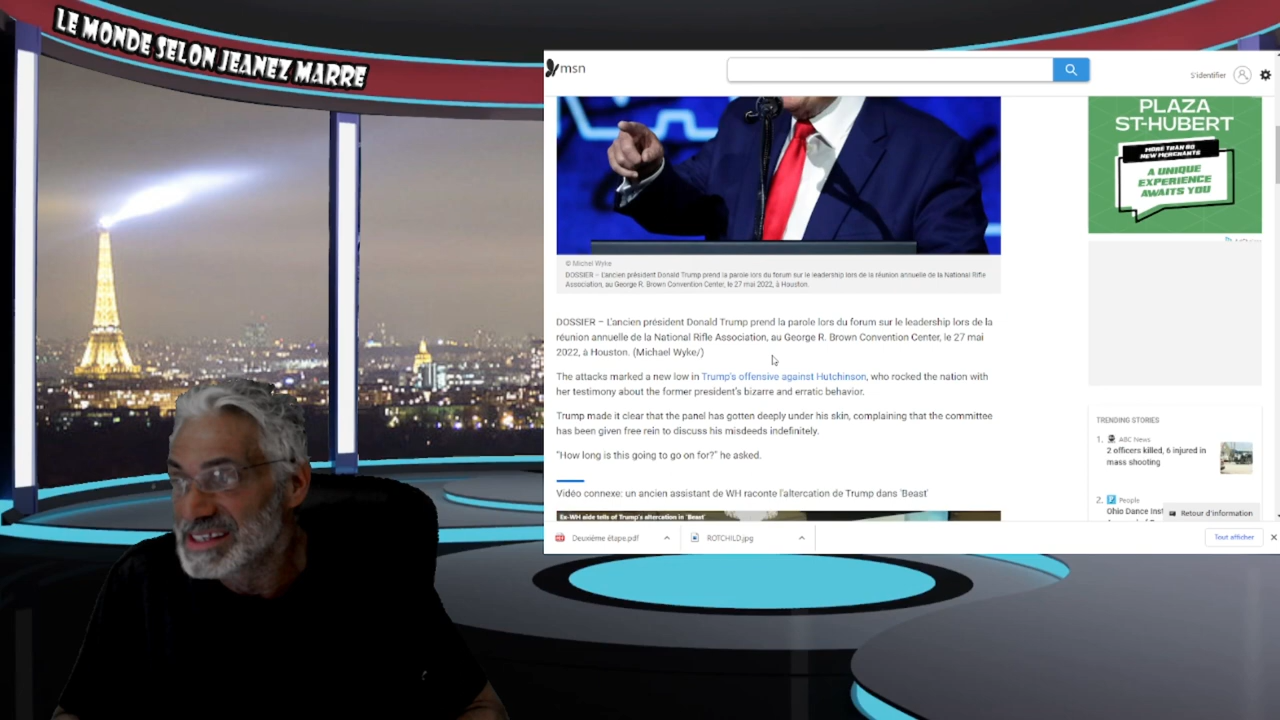 LE MONDE SELON JEANEZ MARRE
msn
S'identifier
PLAZA
ST-HUBERT
MORE THAN 80
NEW MERCHANTS
A UNIQUE
EXPERIENCE
AWAITS YOU
© Michel Wyke
DOSSIER – L'ancien président Donald Trump prend la parole lors du forum sur le leadership lors de la réunion annuelle de la National Rifle
Association, au George R. Brown Convention Center, le 27 mai 2022, à Houston.
DOSSIER – L'ancien président Donald Trump prend la parole lors du forum sur le leadership lors de la
réunion annuelle de la National Rifle Association, au George R. Brown Convention Center, le 27 mai
2022, à Houston. (Michael Wyke/)
The attacks marked a new low in Trump's offensive against Hutchinson, who rocked the nation with
her testimony about the former president's bizarre and erratic behavior.
Trump made it clear that the panel has gotten deeply under his skin, complaining that the committee
has been given free rein to discuss his misdeeds indefinitely.
"How long is this going to go on for?" he asked.
Vidéo connexe: un ancien assistant de WH raconte l'altercation de Trump dans 'Beast'
Ex-WH aide tells of Trump's altercation in 'Beast'
TRENDING STORIES
1. ABC News
2 officers killed, 6 injured in
mass shooting
2. People
Ohio Dance Inst
Retour d'information
Deuxième étape.pdf
ROTCHILD.jpg
Tout afficher